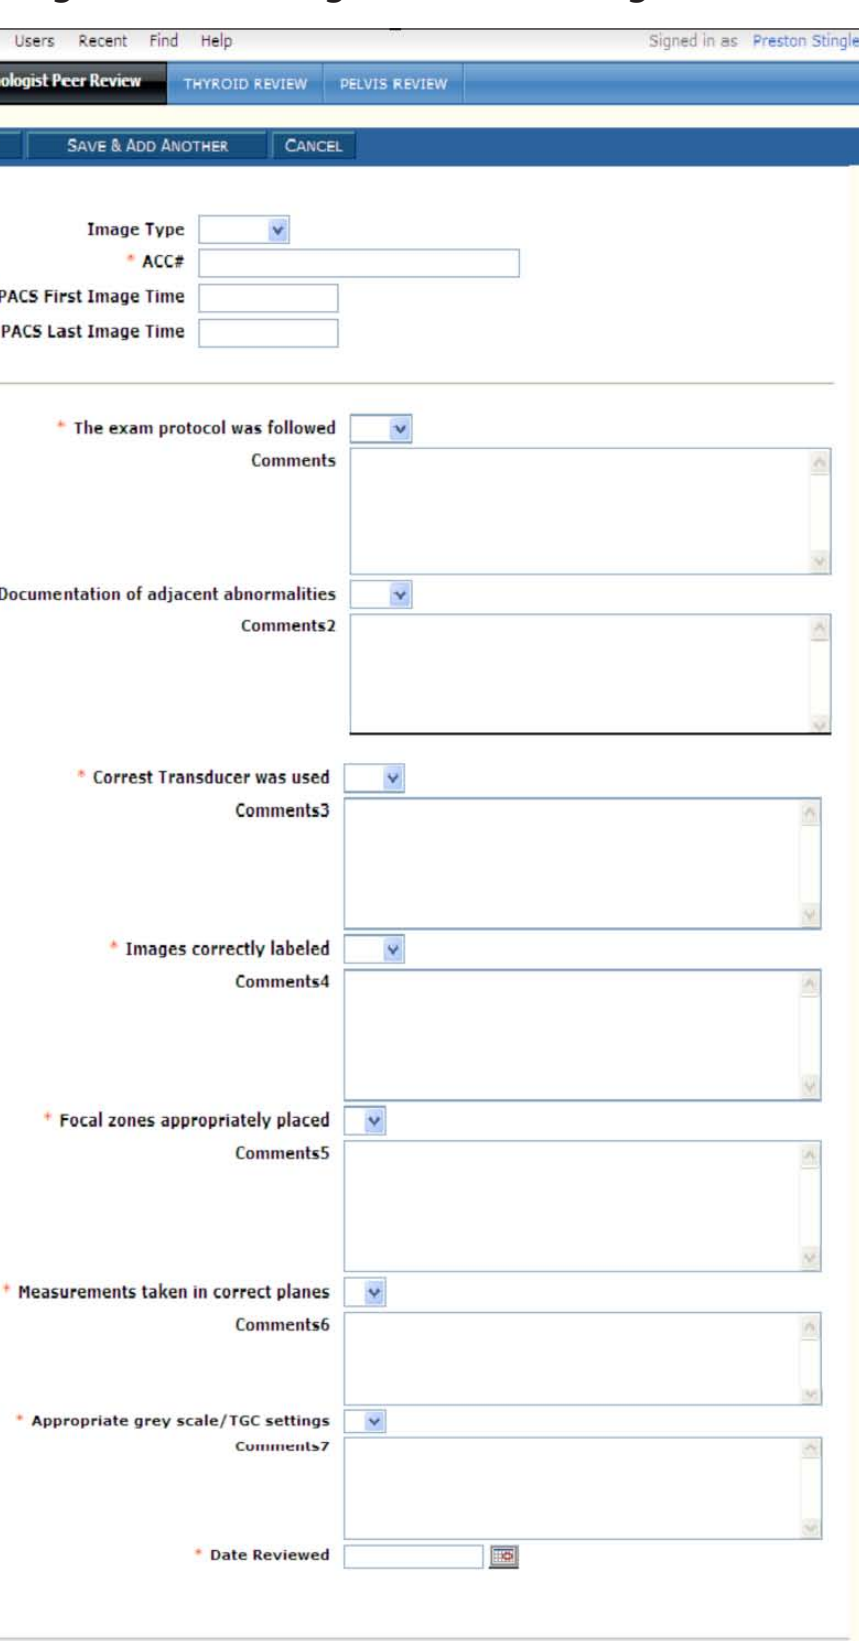 Users Recent Find Help Signed in as Preston Stingle
ologist Peer Review THYROID REVIEW PELVIS REVIEW
SAVE & ADD ANOTHER CANCEL
Image Type
* ACC#
PACS First Image Time
PACS Last Image Time
* The exam protocol was followed
Comments
Documentation of adjacent abnormalities
Comments2
* Correst Transducer was used
Comments3
* Images correctly labeled
Comments4
* Focal zones appropriately placed
Comments5
* Measurements taken in correct planes
Comments6
* Appropriate grey scale/TGC settings
Comments7
* Date Reviewed